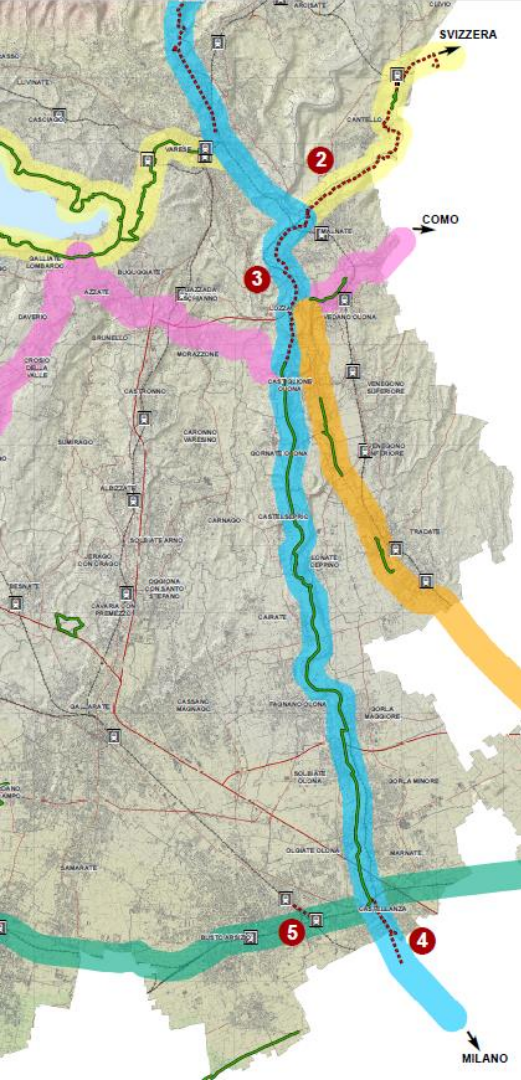 ARCISATE
CLIVIO
SVIZZERA
LUVINATE
CASCIAGO
CANTELLO
VARESE
2
MALNATE
COMO
GALLIATE
LOMBARDO
BUGUGGIATE
3
AZZATE
GAZZADA
SCHIANNO
LOZZA
VEDANO OLONA
DAVERIO
BRUNELLO
MORAZZONE
CROSIO
DELLA
VALLE
CASTIGLIONE
OLONA
VENEGONO
SUPERIORE
CASTRONNO
CARONNO
VARESINO
SUMIRAGO
GORNATE OLONA
VENEGONO
INFERIORE
ALBIZZATE
CARNAGO
CASTELSEPRIO
TRADATE
SOLBIATE ARNO
JERAGO
CON ORAGO
LONATE
CEPPINO
BESNATE
OGGIONA
CON SANTO
STEFANO
CAVARIA CON
PREMEZZO
CAIRATE
GALLARATE
CASSANO
MAGNAGO
FAGNANO OLONA
GORLA
MAGGIORE
SOLBIATE
OLONA
GORLA MINORE
OLGIATE OLONA
MARNATE
SAMARATE
CASTELLANZA
5
4
BUSTO ARSIZIO
MILANO